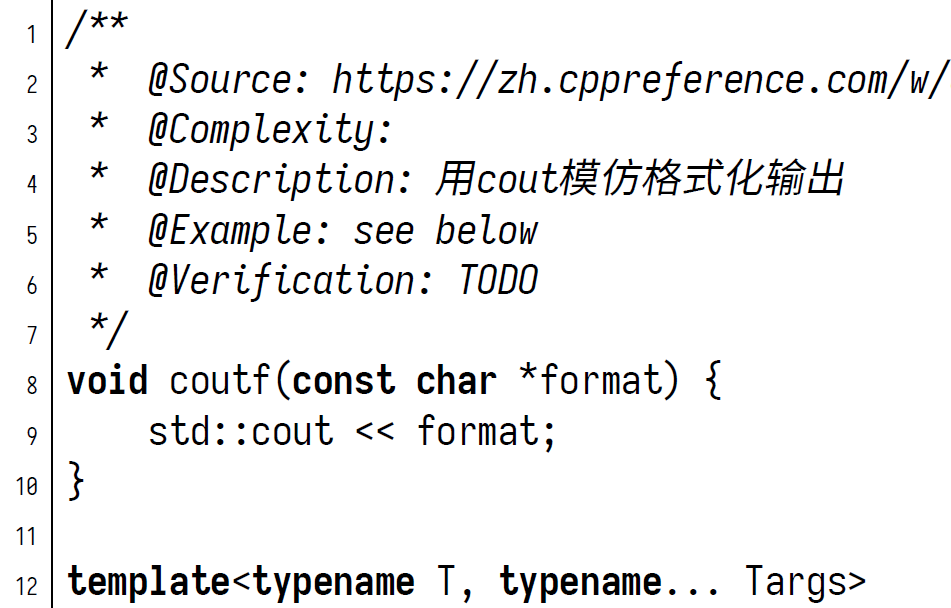 1 /**
2  *  @Source: https://zh.cppreference.com/w/
3  *  @Complexity:
4  *  @Description: 用cout模仿格式化输出
5  *  @Example: see below
6  *  @Verification: TODO
7  */
8 void coutf(const char *format) {
9     std::cout << format;
10 }
11
12 template<typename T, typename... Targs>